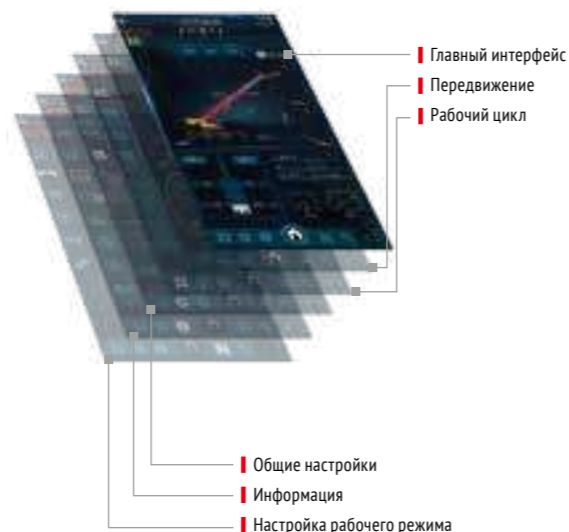 Главный интерфейс
Передвижение
Рабочий цикл
Общие настройки
Информация
Настройка рабочего режима